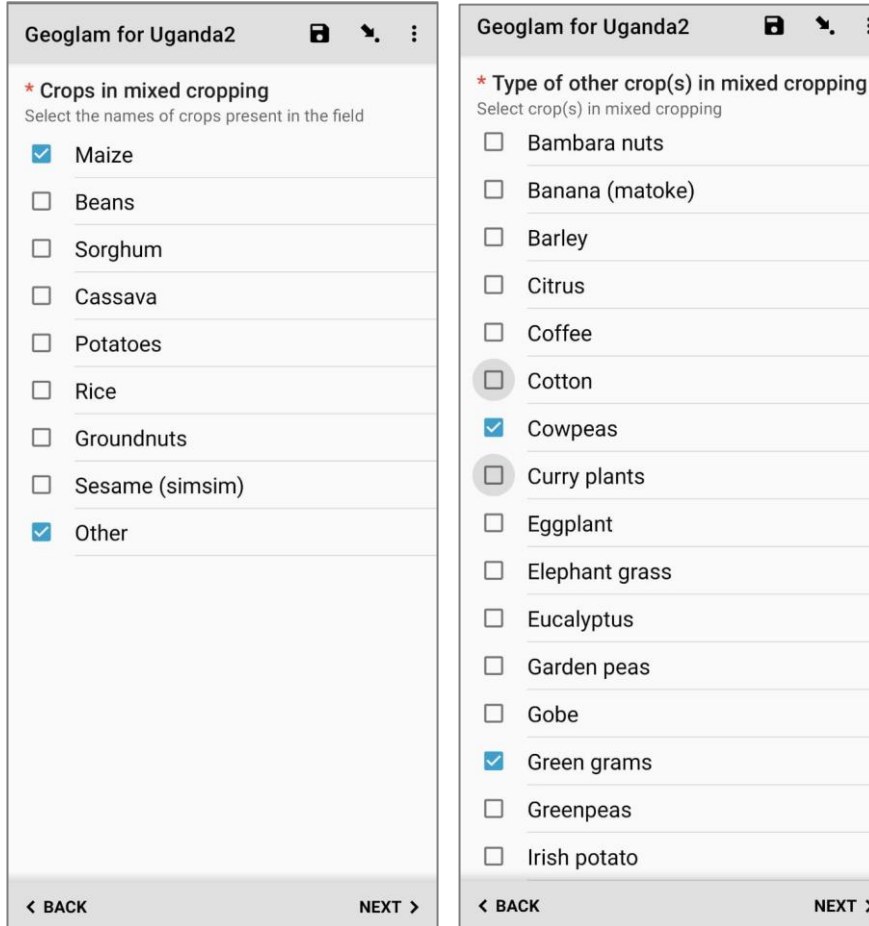 Geoglam for Uganda2
* Crops in mixed cropping
Select the names of crops present in the field
Maize
Beans
Sorghum
Cassava
Potatoes
Rice
Groundnuts
Sesame (simsim)
Other
< BACK NEXT >
Geoglam for Uganda2
* Type of other crop(s) in mixed cropping
Select crop(s) in mixed cropping
Bambara nuts
Banana (matoke)
Barley
Citrus
Coffee
Cotton
Cowpeas
Curry plants
Eggplant
Elephant grass
Eucalyptus
Garden peas
Gobe
Green grams
Greenpeas
Irish potato
< BACK NEXT >